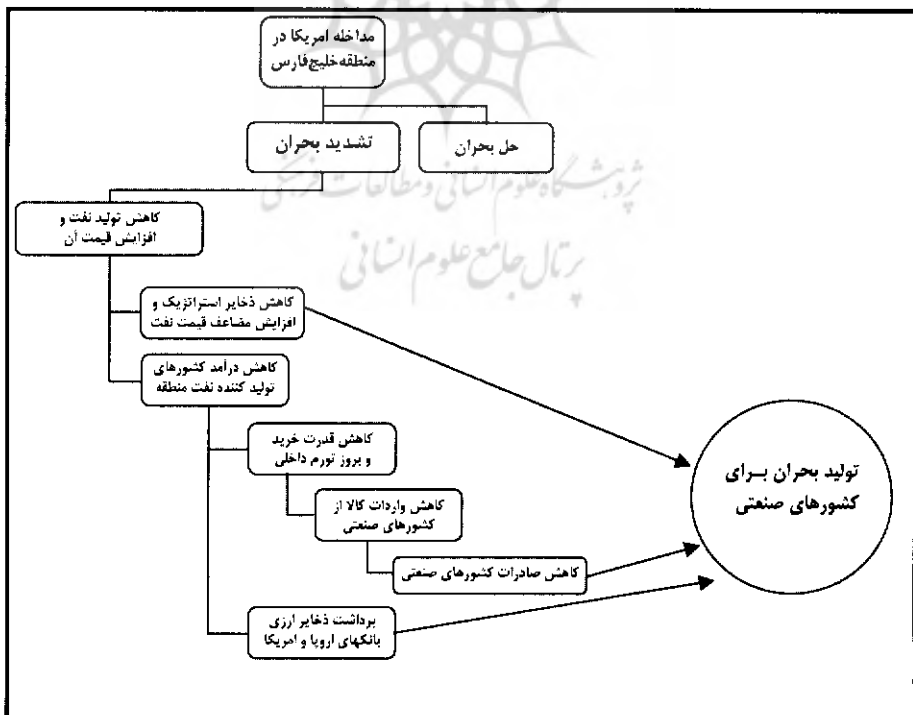 مداخله امریکا در
منطقه خلیج‌فارس
تشدید بحران
حل بحران
پژوهشگاه علوم انسانی و مطالعات فرهنگی
پرتال جامع علوم انسانی
کاهش تولید نفت و
افزایش قیمت آن
کاهش ذخایر استراتژیک و
افزایش مضاعف قیمت نفت
کاهش درآمد کشورهای
تولید کننده نفت منطقه
کاهش قدرت خرید
و بروز تورم داخلی
کاهش واردات کالا از
کشورهای صنعتی
کاهش صادرات کشورهای صنعتی
برداشت ذخایر ارزی
بانکهای اروپا و امریکا
تولید بحران بـرای
کشورهای صنعتی